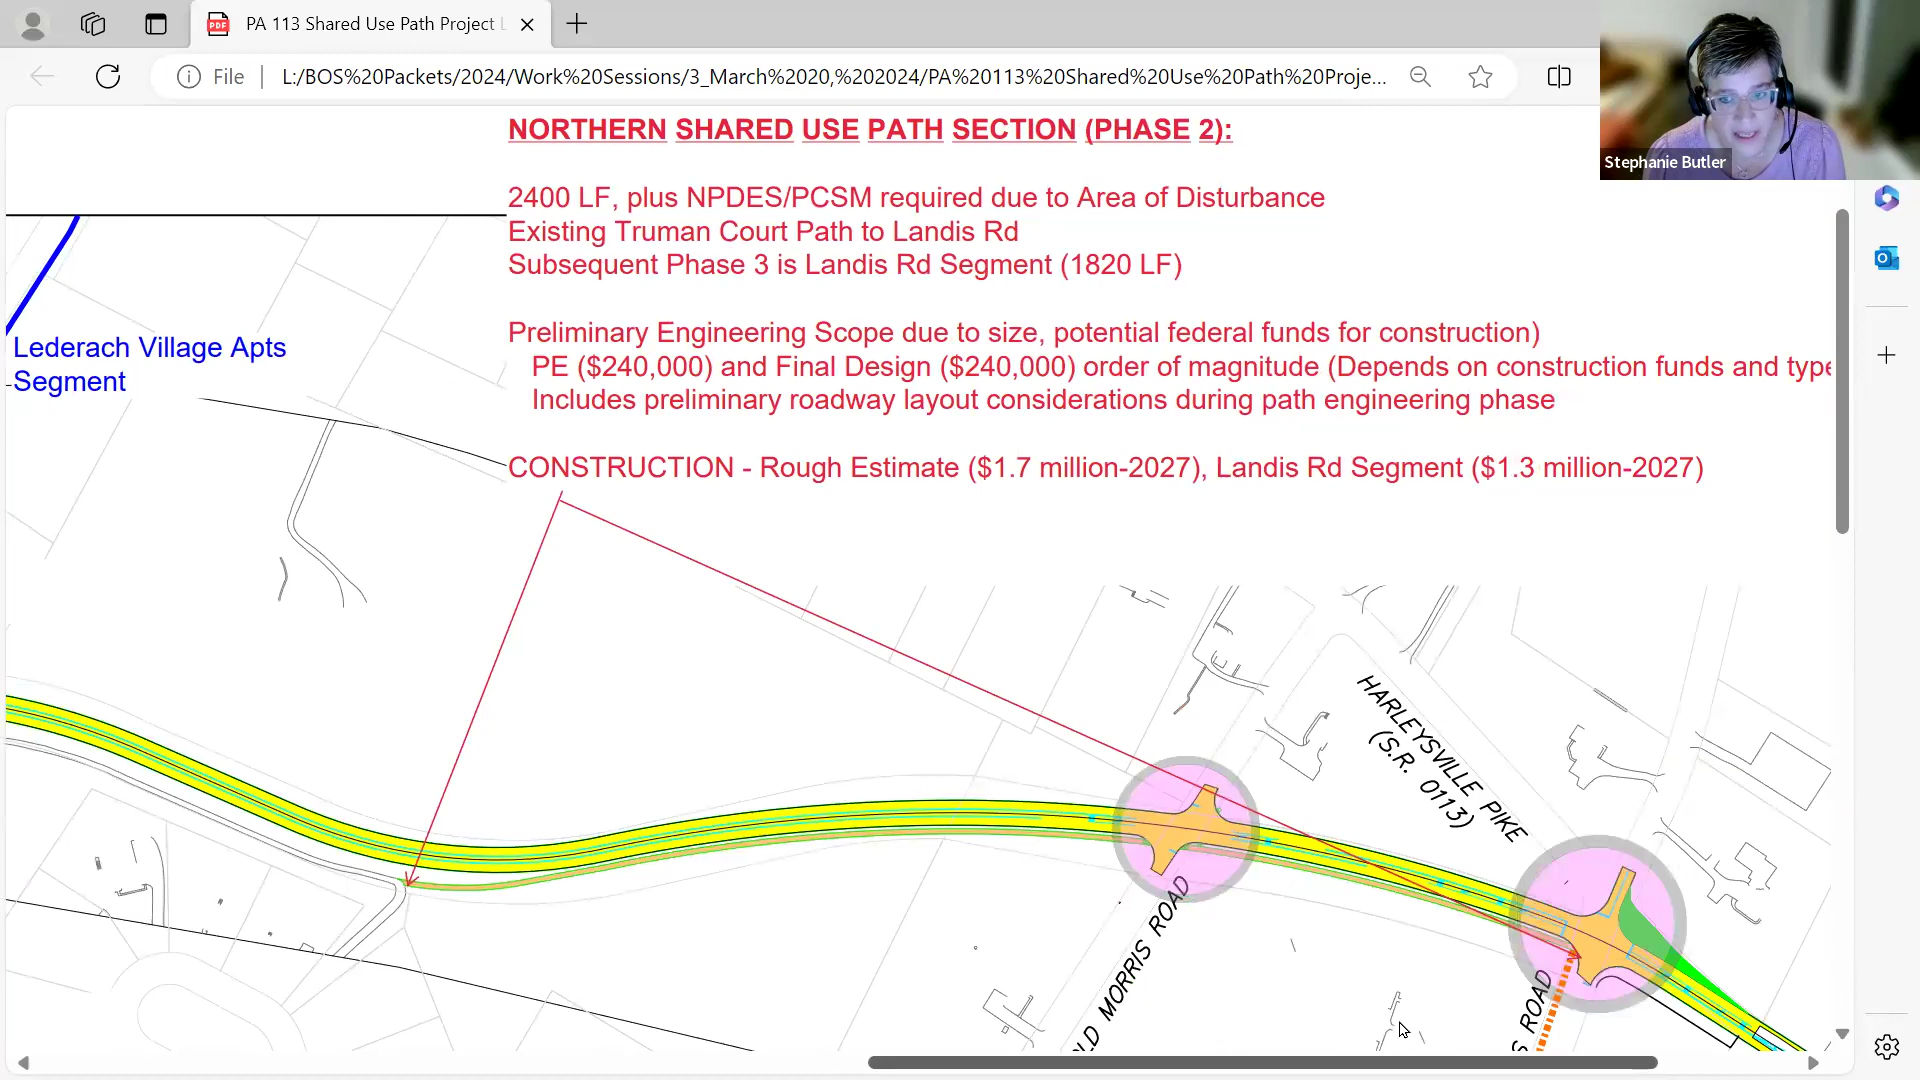 PA 113 Shared Use Path Project L
File
L:/BOS%20Packets/2024/Work%20Sessions/3_March%2020,%202024/PA%20113%20Shared%20Use%20Path%20Proje...
Stephanie Butler
NORTHERN SHARED USE PATH SECTION (PHASE 2):
2400 LF, plus NPDES/PCSM required due to Area of Disturbance
Existing Truman Court Path to Landis Rd
Subsequent Phase 3 is Landis Rd Segment (1820 LF)
Preliminary Engineering Scope due to size, potential federal funds for construction)
PE ($240,000) and Final Design ($240,000) order of magnitude (Depends on construction funds and type
Includes preliminary roadway layout considerations during path engineering phase
CONSTRUCTION - Rough Estimate ($1.7 million-2027), Landis Rd Segment ($1.3 million-2027)
Lederach Village Apts
Segment
HARLEYSVILLE PIKE
(S.R. 0113)
LD MORRIS ROAD
S ROAD